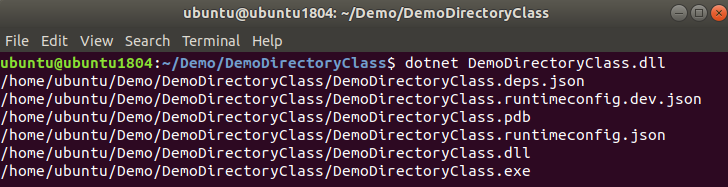 ubuntu@ubuntu1804: ~/Demo/DemoDirectoryClass
File Edit View Search Terminal Help
ubuntu@ubuntu1804:~/Demo/DemoDirectoryClass$ dotnet DemoDirectoryClass.dll
/home/ubuntu/Demo/DemoDirectoryClass/DemoDirectoryClass.deps.json
/home/ubuntu/Demo/DemoDirectoryClass/DemoDirectoryClass.runtimeconfig.dev.json
/home/ubuntu/Demo/DemoDirectoryClass/DemoDirectoryClass.pdb
/home/ubuntu/Demo/DemoDirectoryClass/DemoDirectoryClass.runtimeconfig.json
/home/ubuntu/Demo/DemoDirectoryClass/DemoDirectoryClass.dll
/home/ubuntu/Demo/DemoDirectoryClass/DemoDirectoryClass.exe